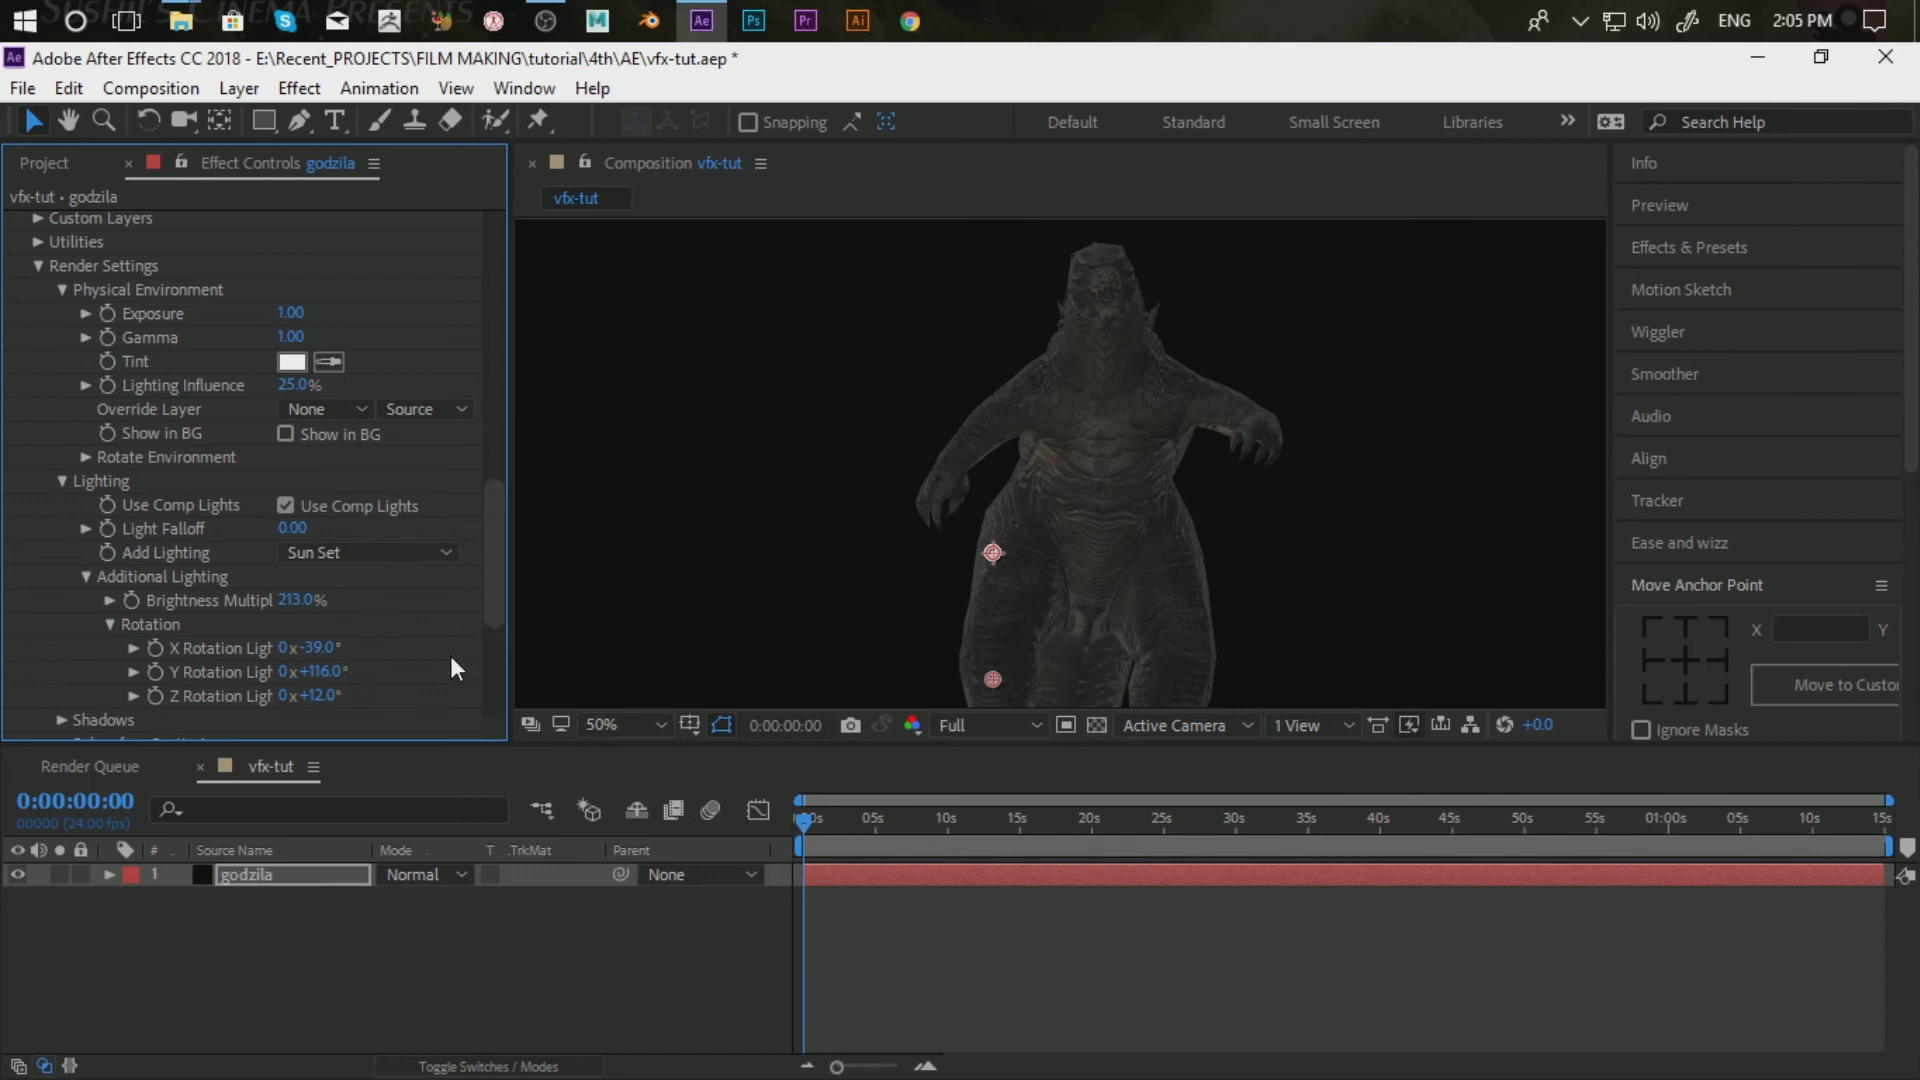 Sushi's Cinema Presents
ENG 2:05 PM
Adobe After Effects CC 2018 - E:\Recent_PROJECTS\FILM MAKING\tutorial\4th\AE\vfx-tut.aep *
File Edit Composition Layer Effect Animation View Window Help
Snapping Default Standard Small Screen Libraries Search Help
Project Effect Controls godzila
Composition vfx-tut
vfx-tut • godzila
vfx-tut
Custom Layers
Utilities
Render Settings
Physical Environment
Exposure 1.00
Gamma 1.00
Tint
Lighting Influence 25.0%
Override Layer None Source
Show in BG Show in BG
Rotate Environment
Lighting
Use Comp Lights Use Comp Lights
Light Falloff 0.00
Add Lighting Sun Set
Additional Lighting
Brightness Multipl 213.0%
Rotation
X Rotation Ligh 0x-39.0°
Y Rotation Ligh 0x+116.0°
Z Rotation Ligh 0x+12.0°
Shadows
50% 0:00:00:00 Full Active Camera 1 View +0.0
Info
Preview
Effects & Presets
Motion Sketch
Wiggler
Smoother
Audio
Align
Tracker
Ease and wizz
Move Anchor Point
X Y
Move to Custo
Ignore Masks
Render Queue vfx-tut
0:00:00:00
00000 (24.00 fps)
# Source Name Mode T .TrkMat Parent
1 godzila Normal None
05s 10s 15s 20s 25s 30s 35s 40s 45s 50s 55s 01:00s 05s 10s 15s
Toggle Switches / Modes